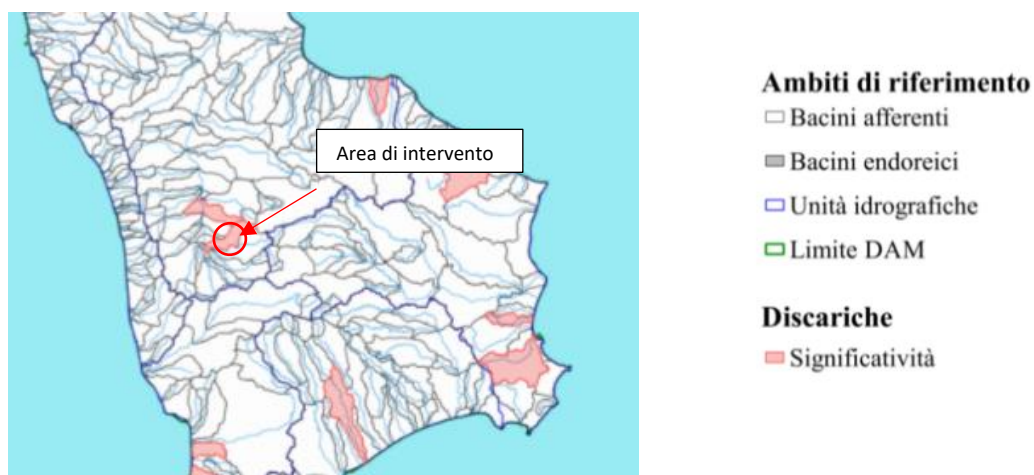 Area di intervento
Ambiti di riferimento
Bacini afferenti
Bacini endoreici
Unità idrografiche
Limite DAM
Discariche
Significatività